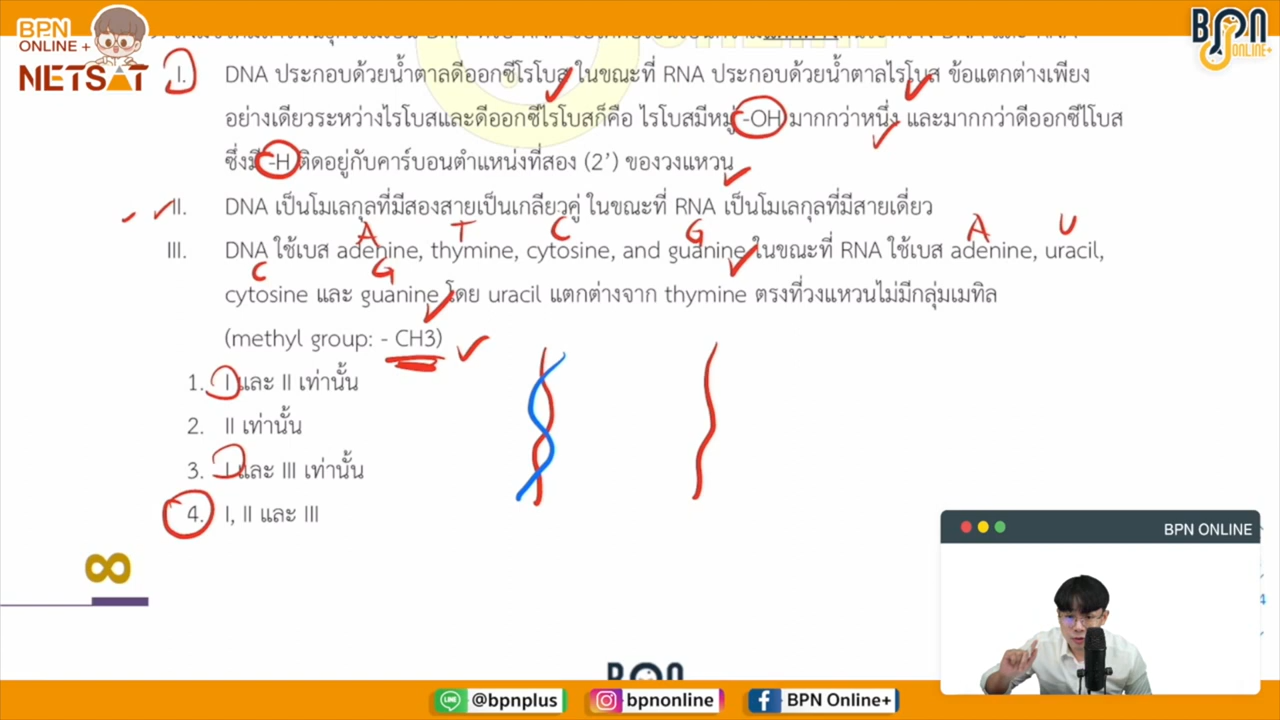 BPN
ONLINE +
NETSAT
BPN
ONLINE+
I. DNA ประกอบด้วยน้ำตาลดีออกซีไรโบส ในขณะที่ RNA ประกอบด้วยน้ำตาลไรโบส ข้อแตกต่างเพียง
อย่างเดียวระหว่างไรโบสและดีออกซีไรโบสก็คือ ไรโบสมีหมู่ -OH มากกว่าหนึ่ง และมากกว่าดีออกซีไโบส
ซึ่งมี -H ติดอยู่กับคาร์บอนตำแหน่งที่สอง (2') ของวงแหวน
II. DNA เป็นโมเลกุลที่มีสองสายเป็นเกลียวคู่ ในขณะที่ RNA เป็นโมเลกุลที่มีสายเดี่ยว
A T C G A U
III. DNA ใช้เบส adenine, thymine, cytosine, and guanine ในขณะที่ RNA ใช้เบส adenine, uracil,
C G
cytosine และ guanine โดย uracil แตกต่างจาก thymine ตรงที่วงแหวนไม่มีกลุ่มเมทิล
(methyl group: - CH3)
1. I และ II เท่านั้น
2. II เท่านั้น
3. I และ III เท่านั้น
4. I, II และ III
8
BPN ONLINE
BPN
@bpnplus
bpnonline
BPN Online+